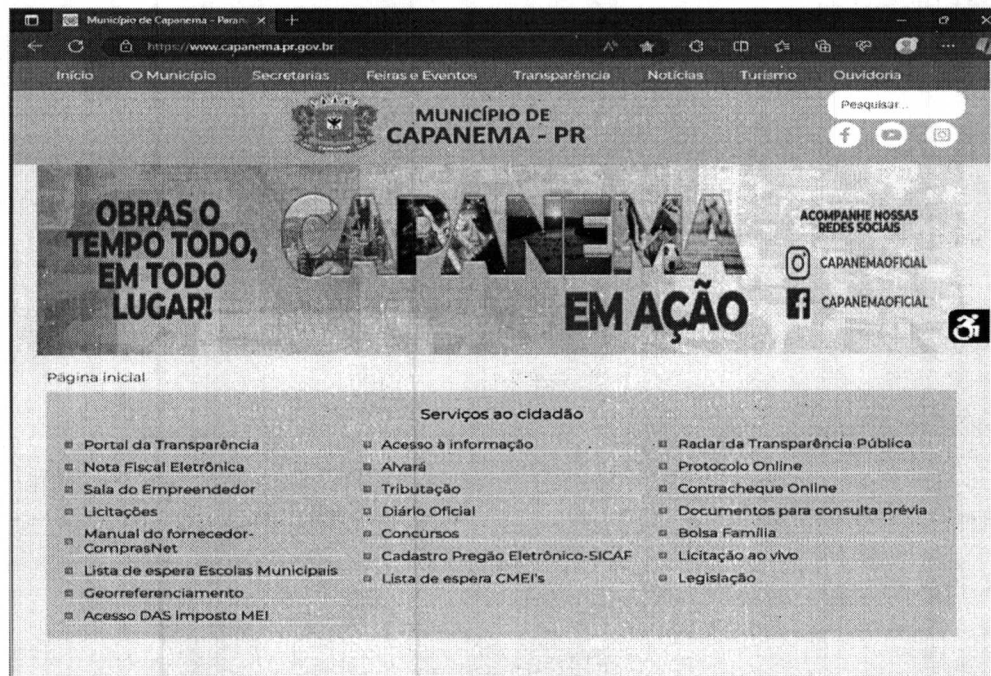 Município de Capanema - Paran
https://www.capanema.pr.gov.br
Início O Município Secretarias Feiras e Eventos Transparência Notícias Turismo Ouvidoria
MUNICÍPIO DE
CAPANEMA - PR
Pesquisar...
OBRAS O
TEMPO TODO,
EM TODO
LUGAR!
CAPANEMA
EM AÇÃO
ACOMPANHE NOSSAS
REDES SOCIAIS
CAPANEMAOFICIAL
CAPANEMAOFICIAL
Página inicial
Serviços ao cidadão
Portal da Transparência
Nota Fiscal Eletrônica
Sala do Empreendedor
Licitações
Manual do fornecedor-
ComprasNet
Lista de espera Escolas Municipais
Georreferenciamento
Acesso DAS imposto MEI
Acesso à informação
Alvará
Tributação
Diário Oficial
Concursos
Cadastro Pregão Eletrônico-SICAF
Lista de espera CMEI's
Radar da Transparência Pública
Protocolo Online
Contracheque Online
Documentos para consulta prévia
Bolsa Família
Licitação ao vivo
Legislação